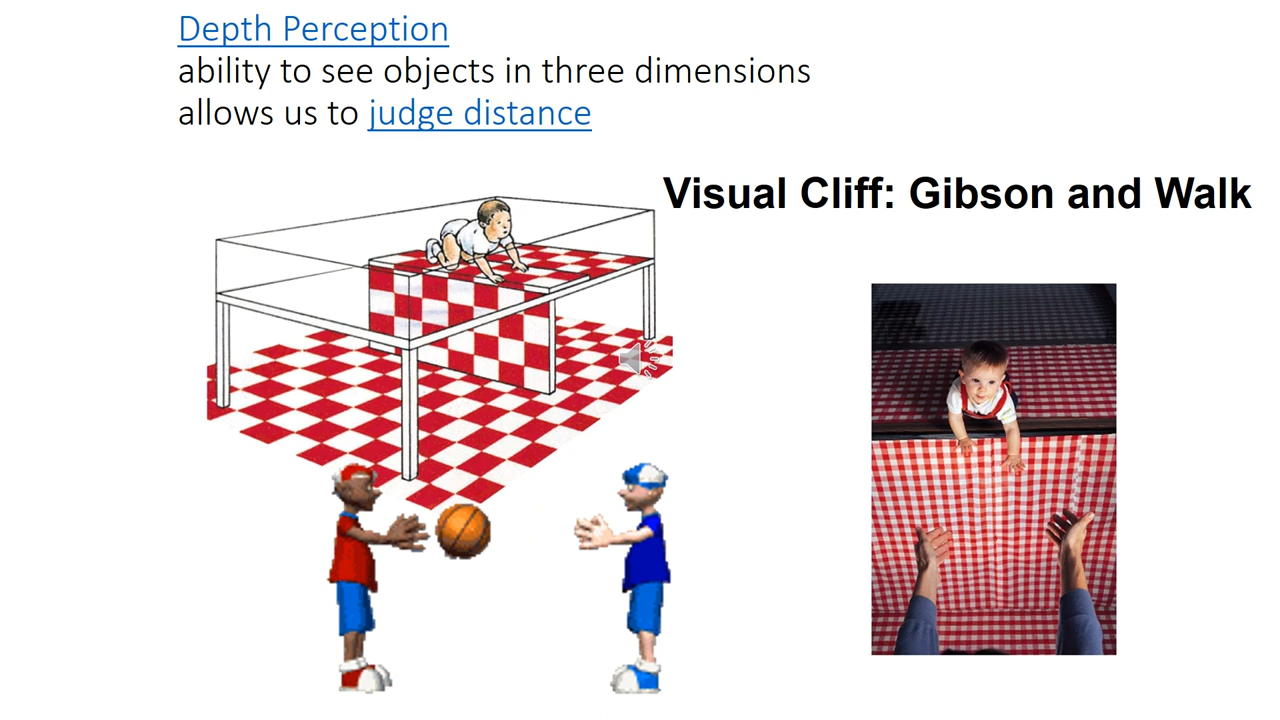 Depth Perception
ability to see objects in three dimensions
allows us to judge distance
Visual Cliff: Gibson and Walk